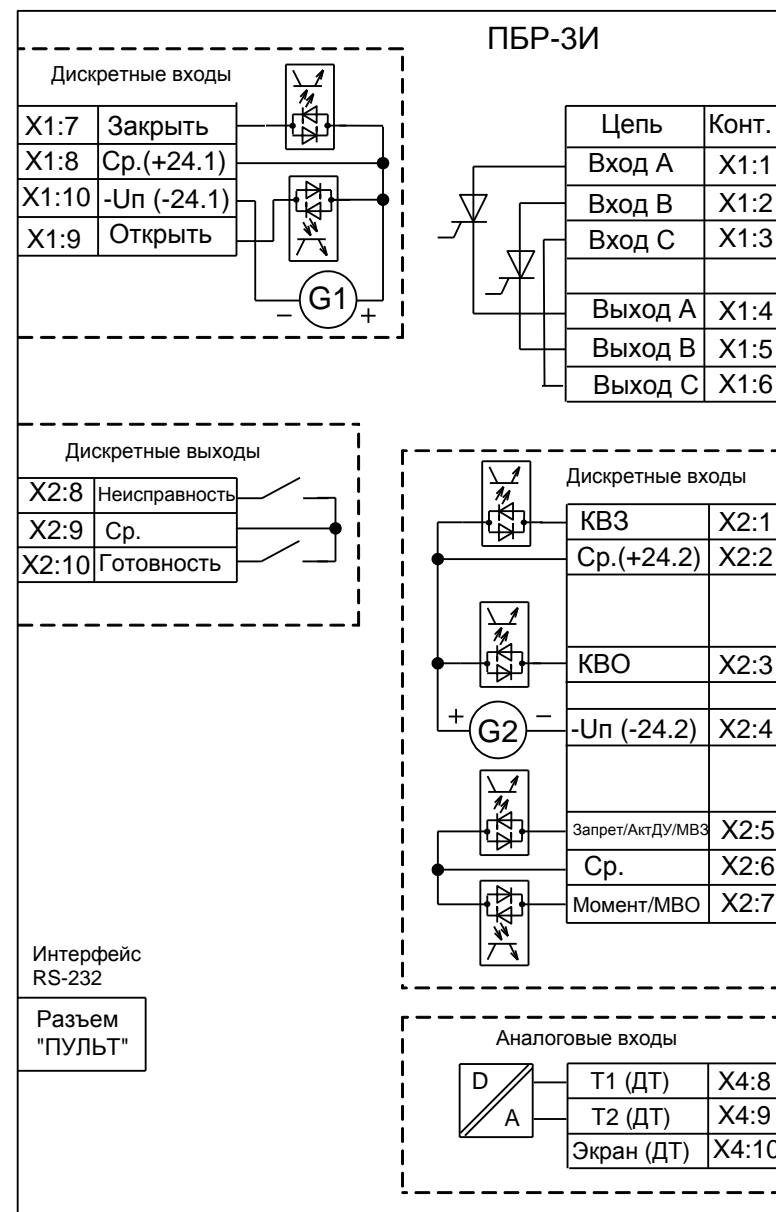 ПБР-3И
Дискретные входы
X1:7 Закрыть
X1:8 Ср.(+24.1)
X1:10 -Uп (-24.1)
X1:9 Открыть
– G1 +
Цепь Конт.
Вход А X1:1
Вход В X1:2
Вход С X1:3
Выход А X1:4
Выход В X1:5
Выход С X1:6
Дискретные выходы
X2:8 Неисправность
X2:9 Ср.
X2:10 Готовность
Дискретные входы
КВЗ X2:1
Ср.(+24.2) X2:2
КВО X2:3
+ G2 – -Uп (-24.2) X2:4
Запрет/АктДУ/МВЗ X2:5
Ср. X2:6
Момент/МВО X2:7
Интерфейс
RS-232
Разъем
"ПУЛЬТ"
Аналоговые входы
D
A
Т1 (ДТ) X4:8
Т2 (ДТ) X4:9
Экран (ДТ) X4:10